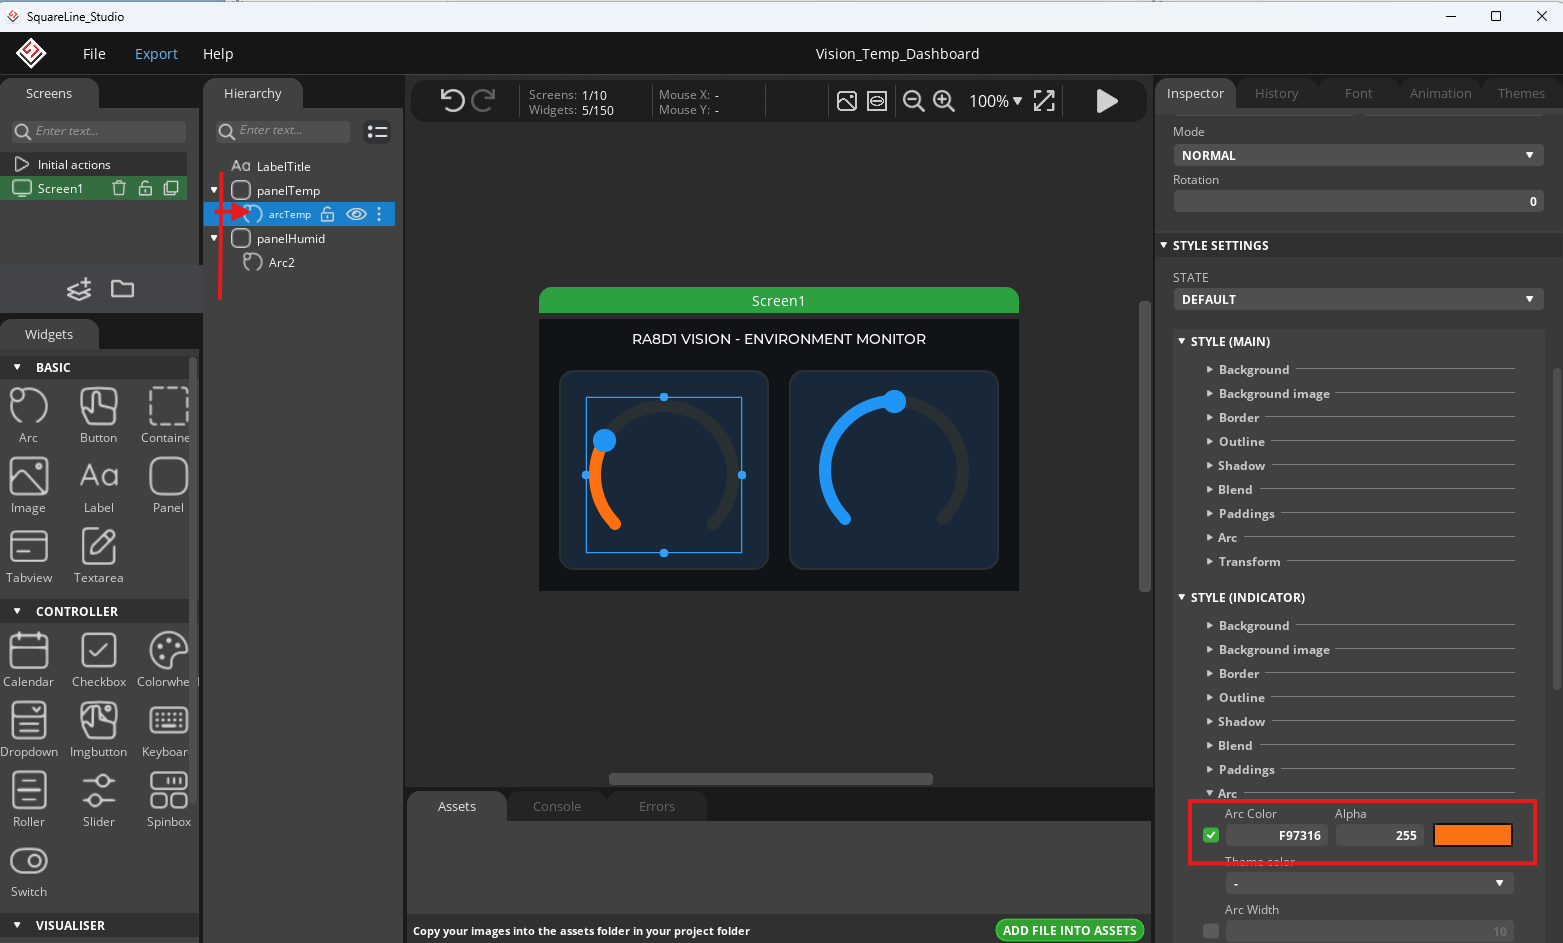 SquareLine_Studio
File Export Help
Vision_Temp_Dashboard
Screens
Enter text...
Initial actions
Screen1
Hierarchy
Enter text...
LabelTitle
panelTemp
arcTemp
panelHumid
Arc2
Widgets
BASIC
Arc Button Containe
Image Label Panel
Tabview Textarea
CONTROLLER
Calendar Checkbox Colorwhe
Dropdown Imgbutton Keyboar
Roller Slider Spinbox
Switch
VISUALISER
Screens: 1/10
Widgets: 5/150
Mouse X: -
Mouse Y: -
100%
Screen1
RA8D1 VISION - ENVIRONMENT MONITOR
Assets Console Errors
Copy your images into the assets folder in your project folder
ADD FILE INTO ASSETS
Inspector History Font Animation Themes
Mode
NORMAL
Rotation
0
STYLE SETTINGS
STATE
DEFAULT
STYLE (MAIN)
Background
Background image
Border
Outline
Shadow
Blend
Paddings
Arc
Transform
STYLE (INDICATOR)
Background
Background image
Border
Outline
Shadow
Blend
Paddings
Arc
Arc Color Alpha
F97316 255
Theme color
-
Arc Width
10